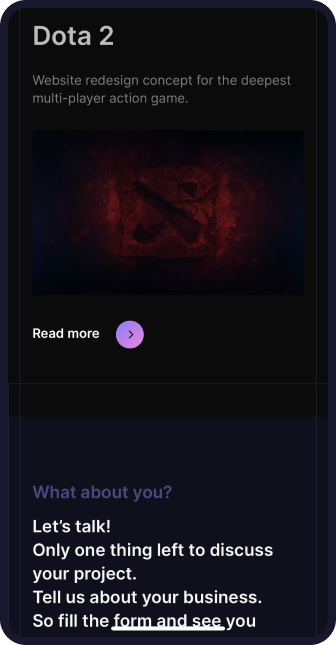 Dota 2
Website redesign concept for the deepest
multi-player action game.
Read more
What about you?
Let’s talk!
Only one thing left to discuss
your project.
Tell us about your business.
So fill the form and see you